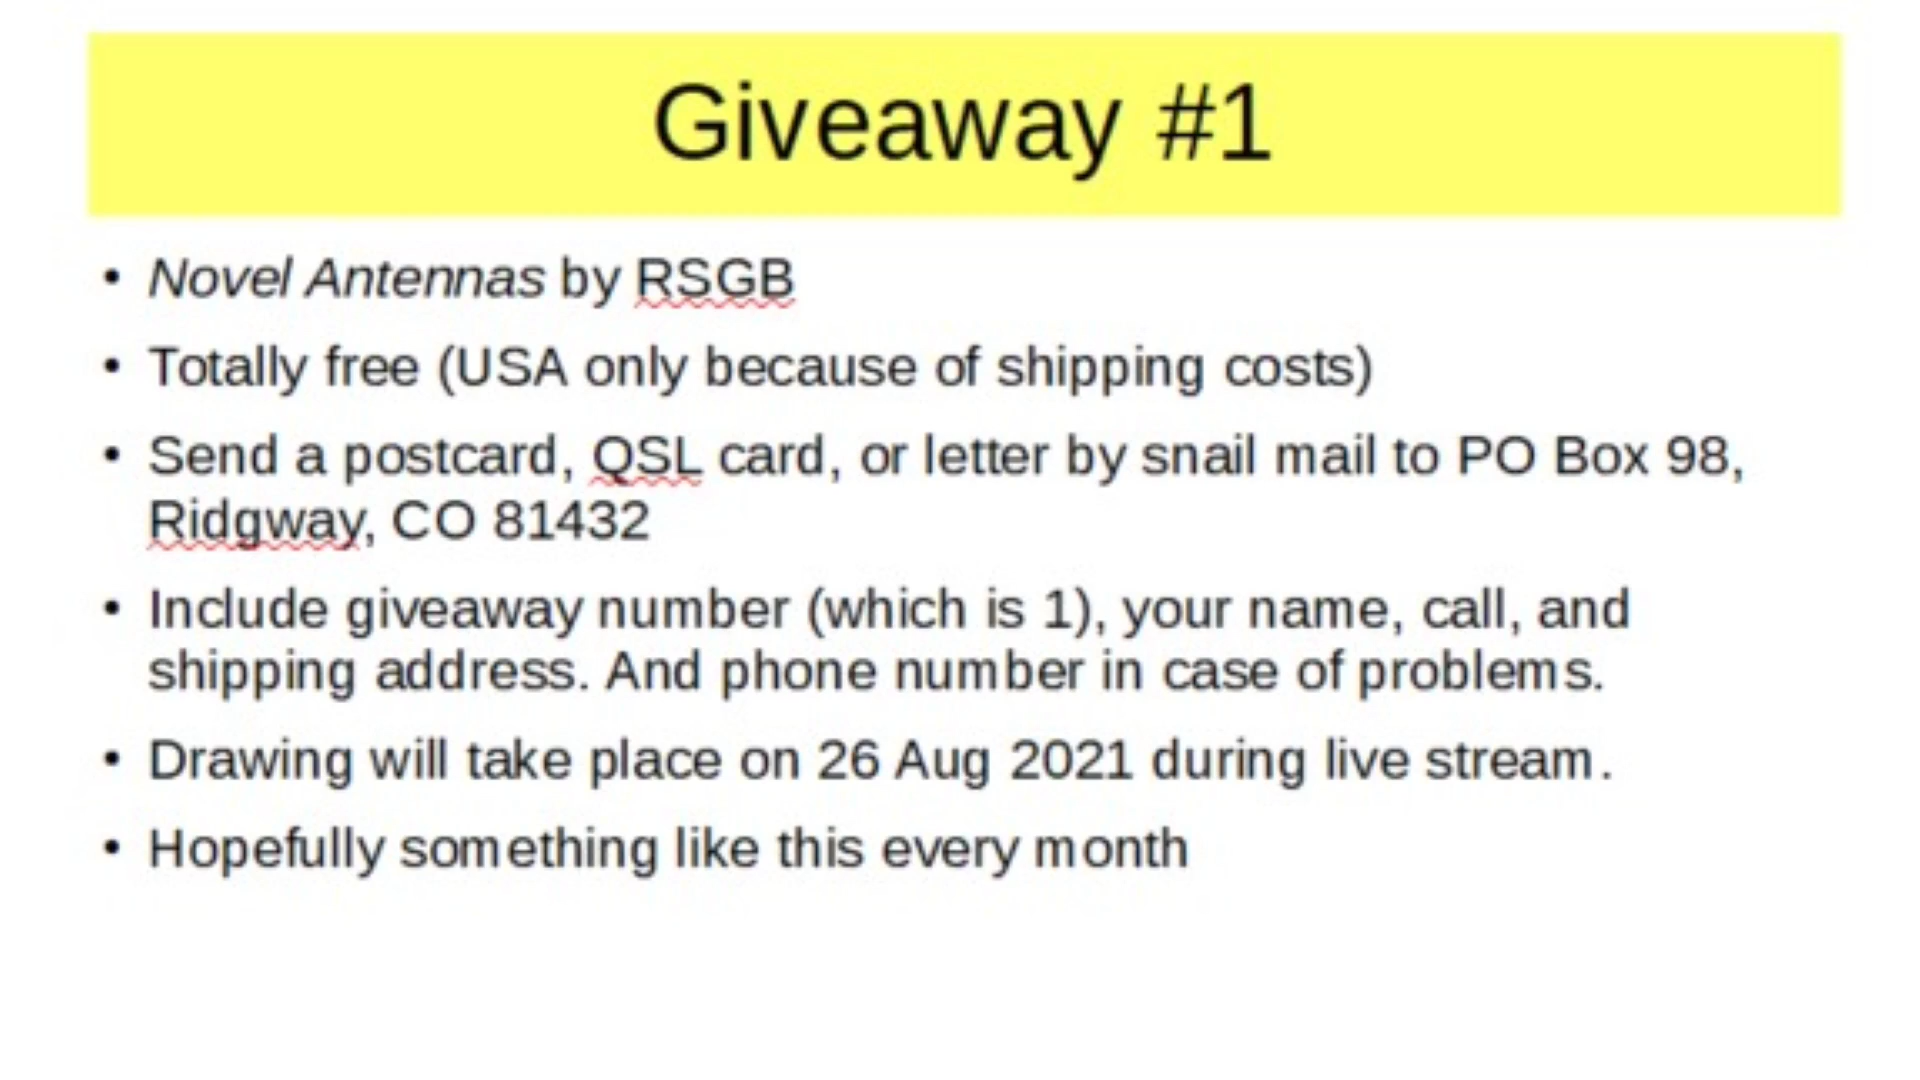 Giveaway #1
• Novel Antennas by RSGB
• Totally free (USA only because of shipping costs)
• Send a postcard, QSL card, or letter by snail mail to PO Box 98,
Ridgway, CO 81432
• Include giveaway number (which is 1), your name, call, and
shipping address. And phone number in case of problems.
• Drawing will take place on 26 Aug 2021 during live stream.
• Hopefully something like this every month